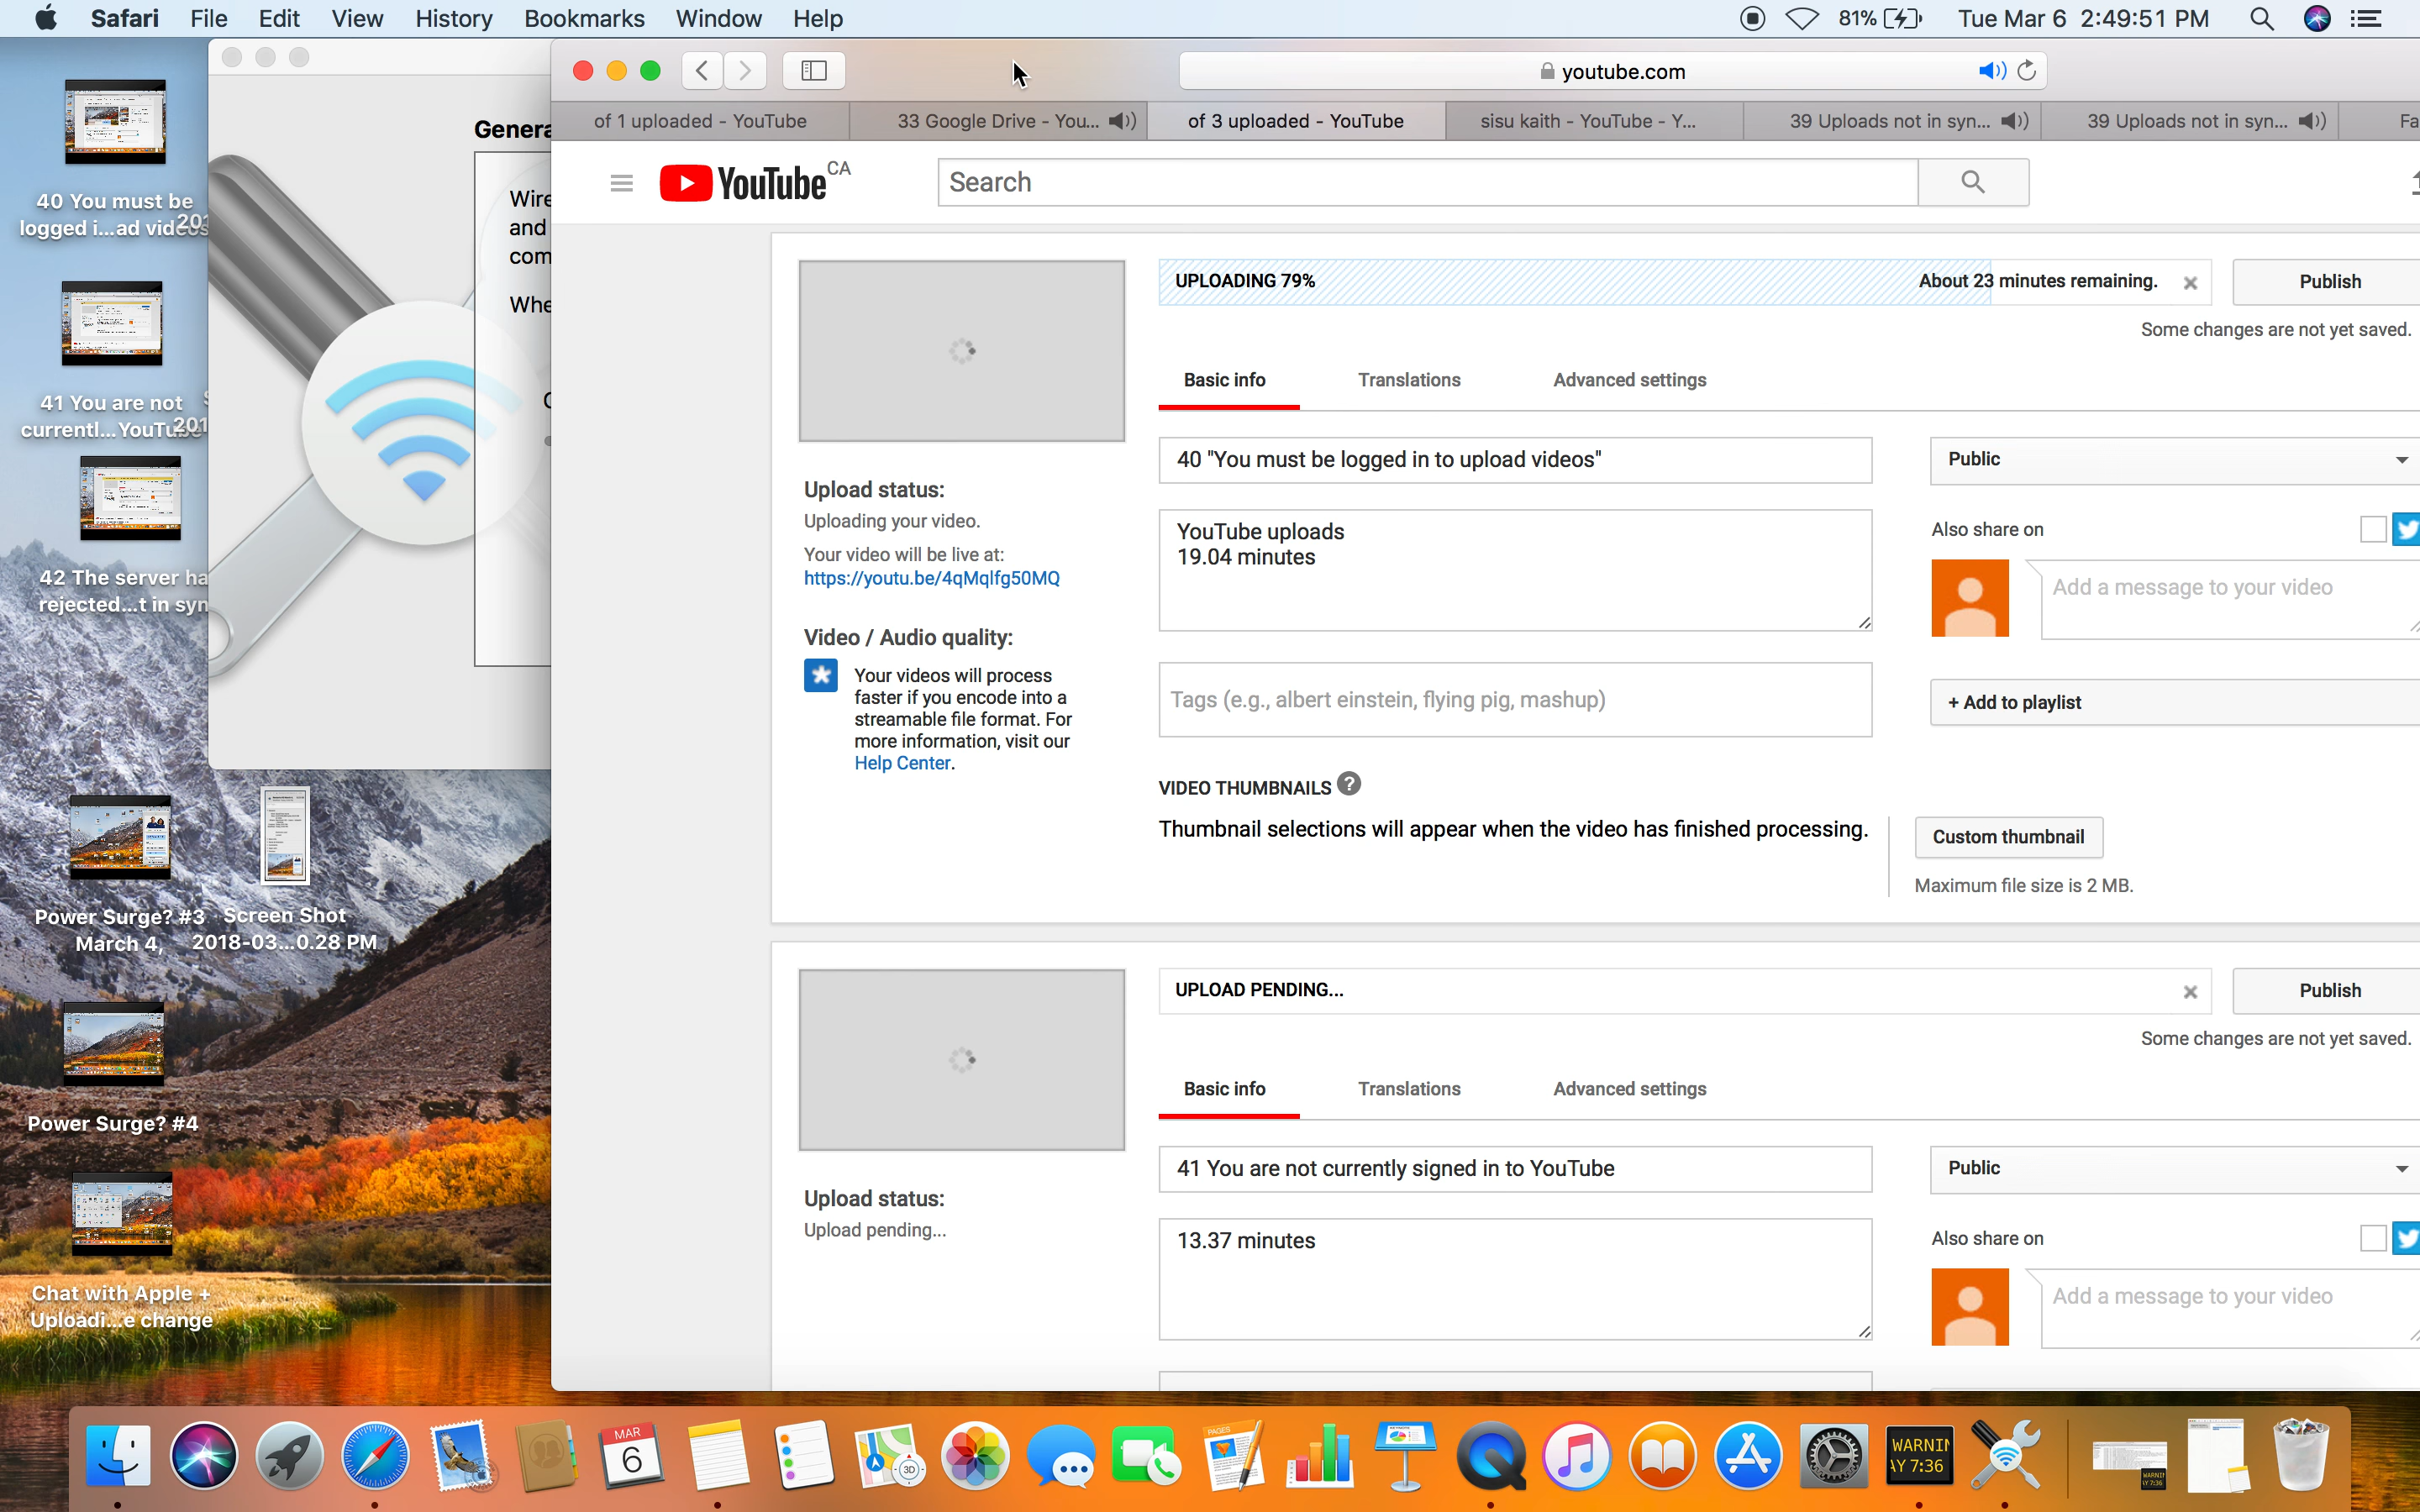 Safari File Edit View History Bookmarks Window Help
81% Tue Mar 6 2:49:51 PM
youtube.com
of 1 uploaded - YouTube
33 Google Drive - You...
of 3 uploaded - YouTube
sisu kaith - YouTube - Y...
39 Uploads not in syn...
39 Uploads not in syn...
Fa
YouTube CA
Search
40 You must be
logged i...ad videos
41 You are not
currentl...YouTube
42 The server ha
rejected...t in syn
Power Surge? #3
March 4,
Screen Shot
2018-03...0.28 PM
Power Surge? #4
Chat with Apple +
Uploadi...e change
Genera
Wire
and
com
Whe
UPLOADING 79%
About 23 minutes remaining.
Publish
Some changes are not yet saved.
Basic info
Translations
Advanced settings
40 "You must be logged in to upload videos"
Public
Upload status:
Uploading your video.
Your video will be live at:
https://youtu.be/4qMqlfg50MQ
YouTube uploads
19.04 minutes
Also share on
Add a message to your video
Video / Audio quality:
Your videos will process
faster if you encode into a
streamable file format. For
more information, visit our
Help Center.
Tags (e.g., albert einstein, flying pig, mashup)
+ Add to playlist
VIDEO THUMBNAILS ?
Thumbnail selections will appear when the video has finished processing.
Custom thumbnail
Maximum file size is 2 MB.
UPLOAD PENDING...
Publish
Some changes are not yet saved.
Basic info
Translations
Advanced settings
41 You are not currently signed in to YouTube
Public
Upload status:
Upload pending...
13.37 minutes
Also share on
Add a message to your video
MAR
6
3D
PAGES
WARNIN
AY 7:36